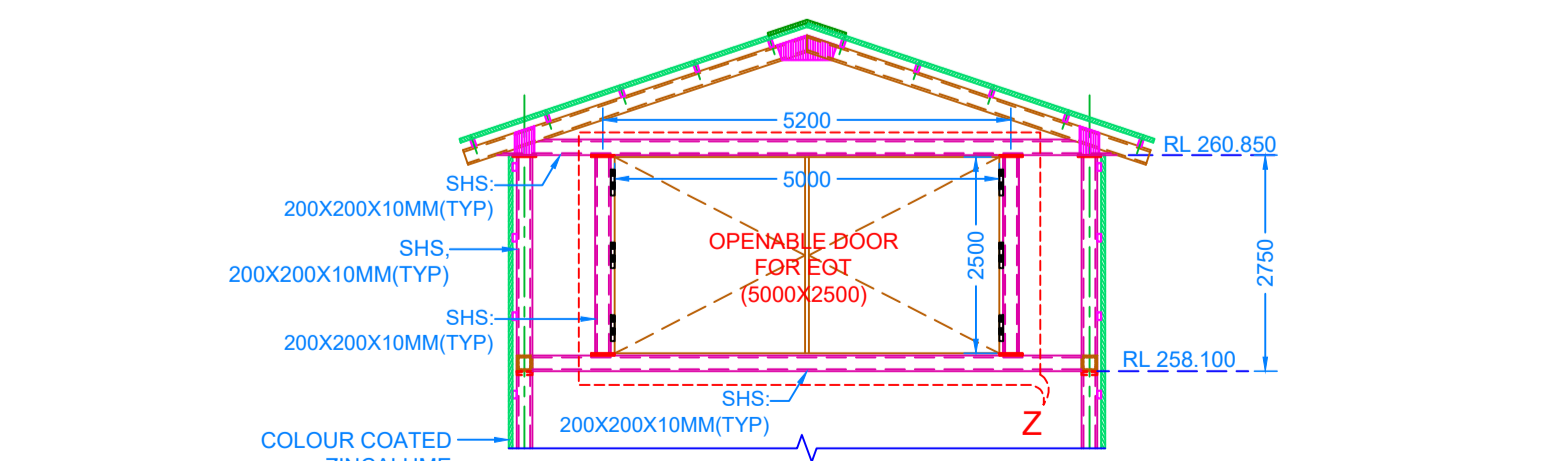 5200
RL 260.850
SHS:
200X200X10MM(TYP)
5000
SHS,
200X200X10MM(TYP)
OPENABLE DOOR
FOR EOT
(5000X2500)
2500
2750
SHS:
200X200X10MM(TYP)
RL 258.100
SHS:
200X200X10MM(TYP)
Z
COLOUR COATED
ZINCALUME